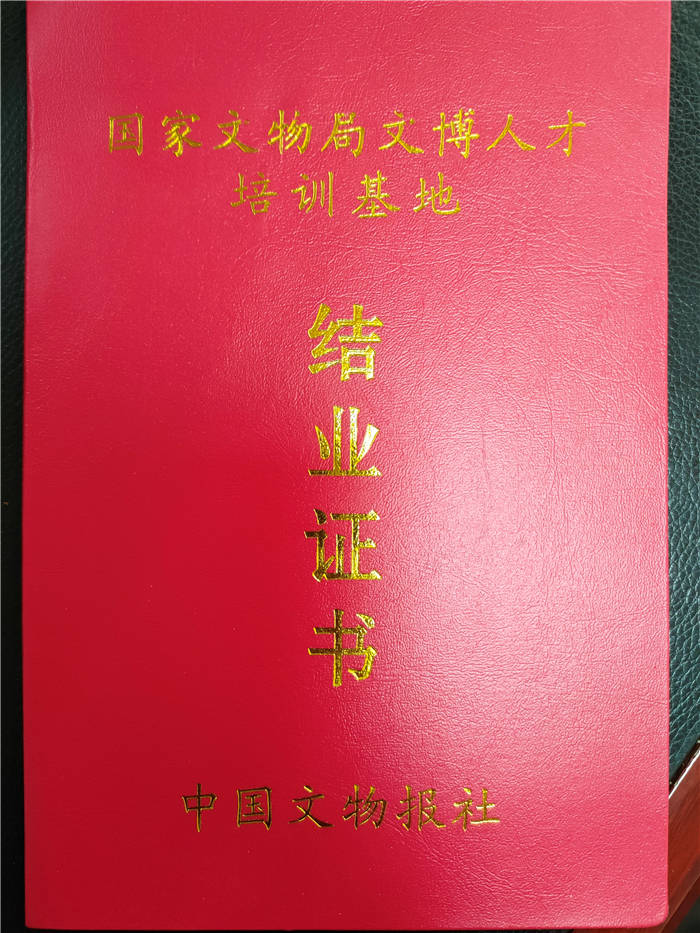 国家文物局文博人才
培训基地
结业证书
中国文物报社